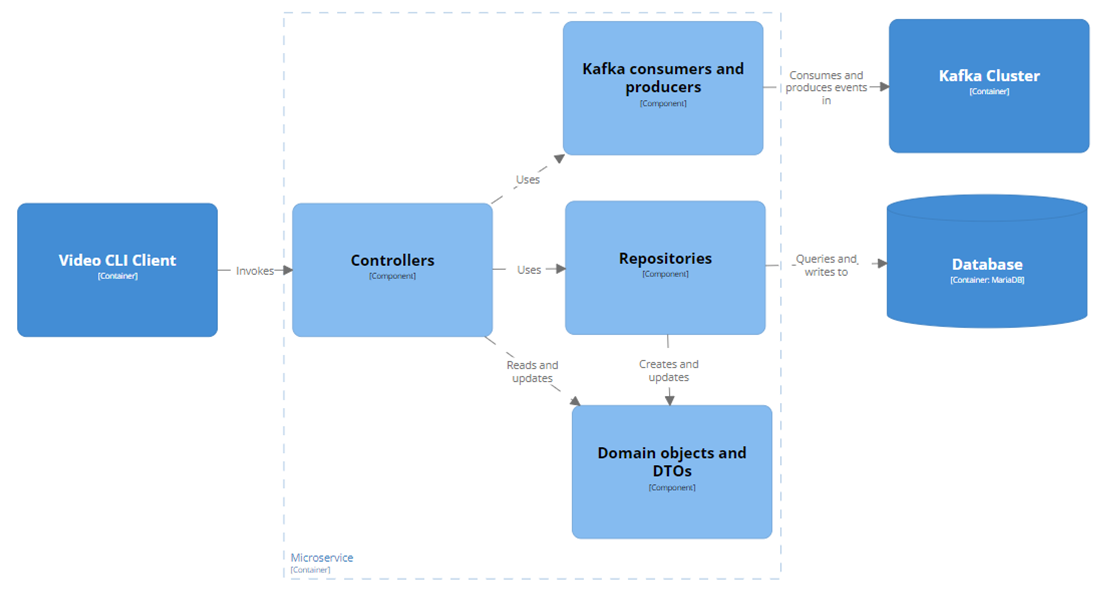 Kafka consumers and
producers
[Component]
Consumes and
produces events
in
Kafka Cluster
[Container]
Uses
Video CLI Client
[Container]
Invokes
Controllers
[Component]
Uses
Repositories
[Component]
Queries and
writes to
Database
[Container: MariaDB]
Reads and
updates
Creates and
updates
Domain objects and
DTOs
[Component]
Microservice
[Container]